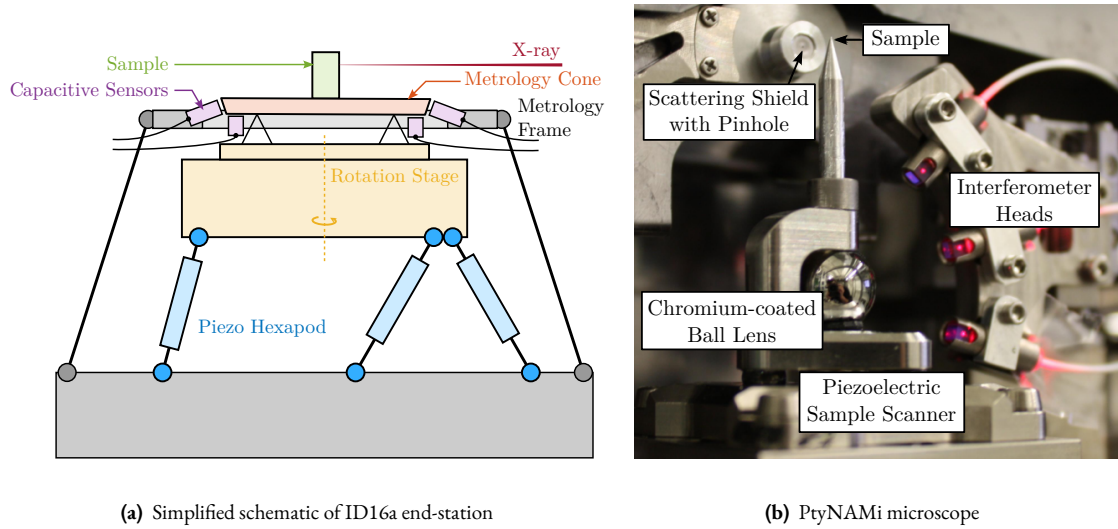 Sample
X-ray
Metrology Cone
Capacitive Sensors
Metrology
Frame
Rotation Stage
Piezo Hexapod
(a) Simplified schematic of ID16a end-station
Sample
Scattering Shield
with Pinhole
Interferometer
Heads
Chromium-coated
Ball Lens
Piezoelectric
Sample Scanner
(b) PtyNAMi microscope